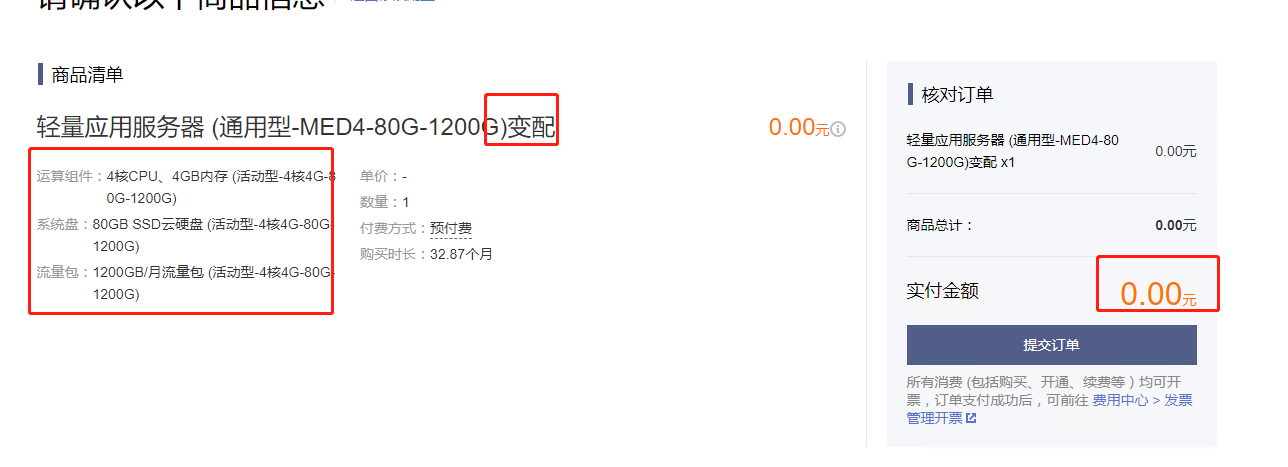 请确认以下商品信息
商品清单
轻量应用服务器 (通用型-MED4-80G-1200G)变配
0.00元
运算组件：4核CPU、4GB内存 (活动型-4核4G-8
0G-1200G)
系统盘：80GB SSD云硬盘 (活动型-4核4G-80G-
1200G)
流量包：1200GB/月流量包 (活动型-4核4G-80G-
1200G)
单价：-
数量：1
付费方式：预付费
购买时长：32.87个月
核对订单
轻量应用服务器 (通用型-MED4-80
G-1200G)变配 x1
0.00元
商品总计：
0.00元
实付金额
0.00元
提交订单
所有消费 (包括购买、开通、续费等 ) 均可开
票，订单支付成功后，可前往 费用中心 > 发票
管理开票